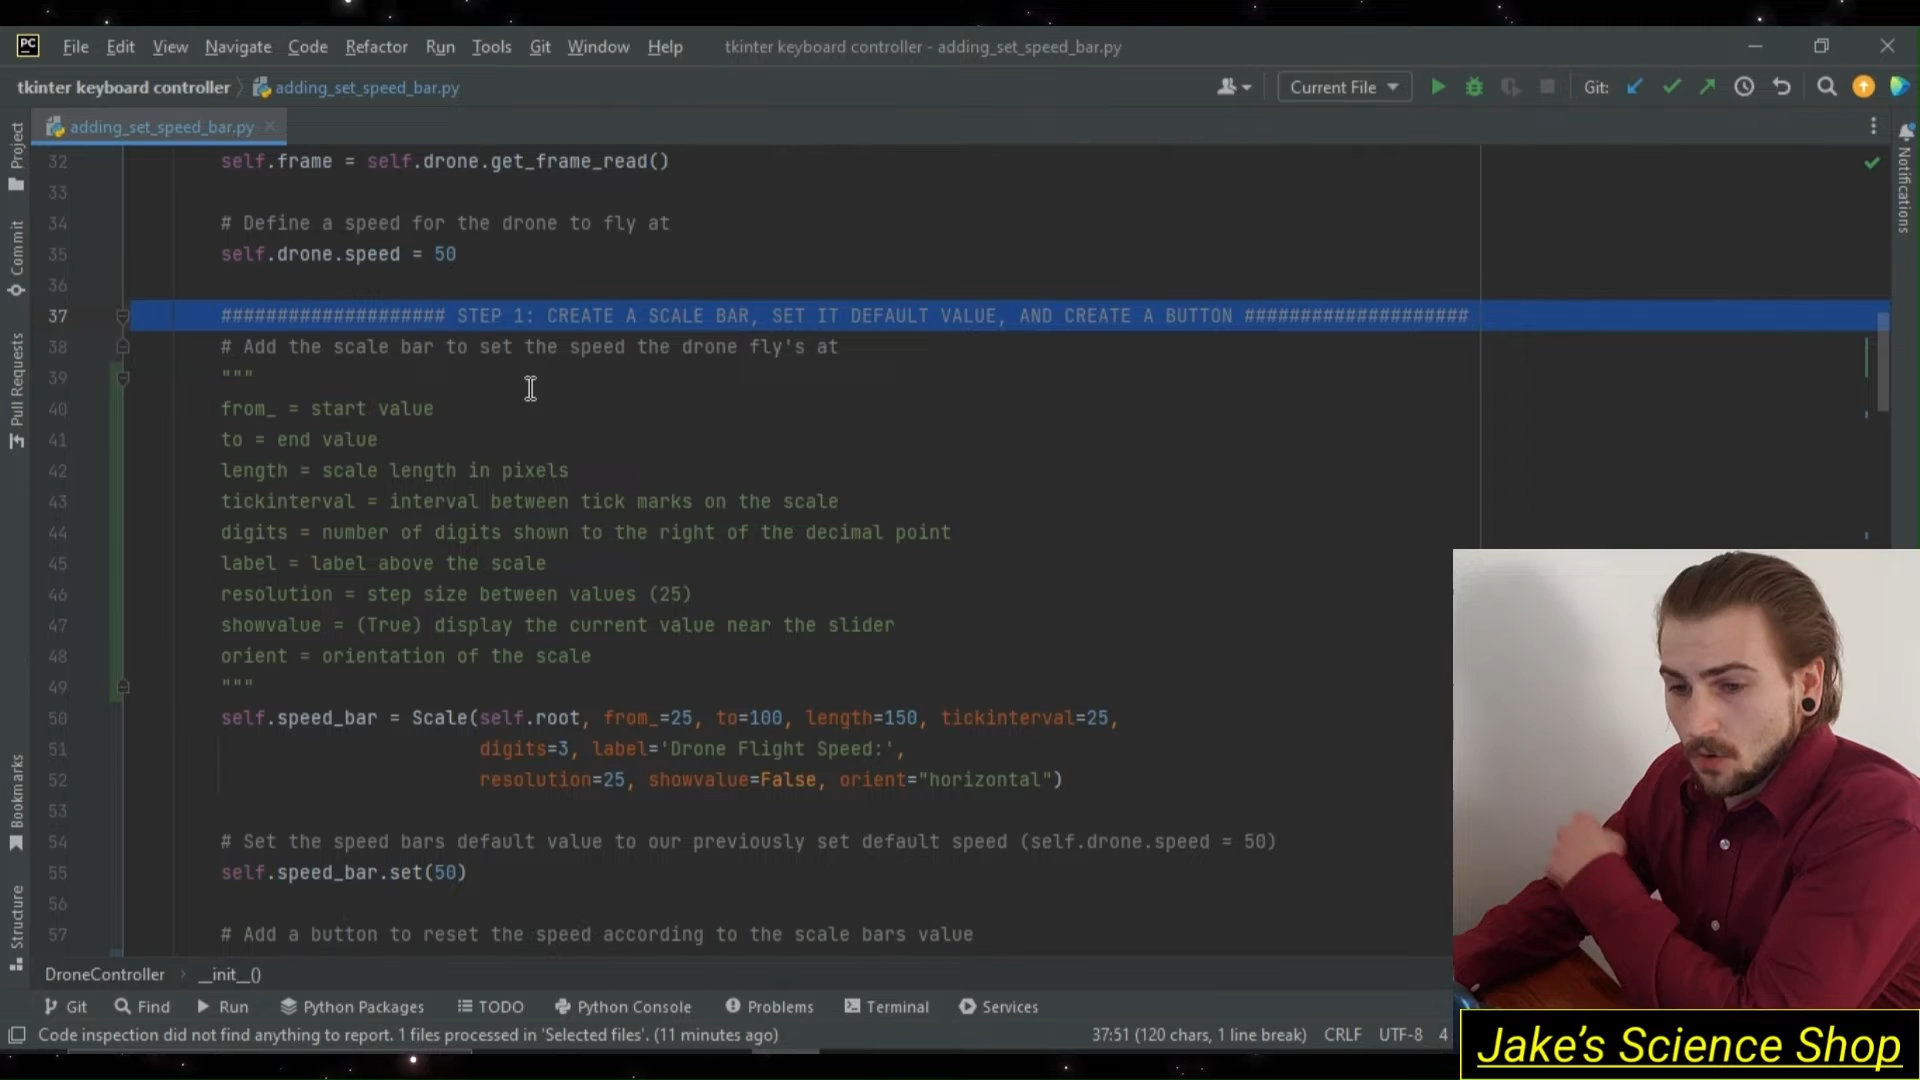 PC File Edit View Navigate Code Refactor Run Tools Git Window Help tkinter keyboard controller - adding_set_speed_bar.py
tkinter keyboard controller adding_set_speed_bar.py Current File Git:
adding_set_speed_bar.py
Project
Commit
Pull Requests
Bookmarks
Structure
Notifications
32 self.frame = self.drone.get_frame_read()
33
34 # Define a speed for the drone to fly at
35 self.drone.speed = 50
36
37 #################### STEP 1: CREATE A SCALE BAR, SET IT DEFAULT VALUE, AND CREATE A BUTTON ####################
38 # Add the scale bar to set the speed the drone fly's at
39 """
40 from_ = start value
41 to = end value
42 length = scale length in pixels
43 tickinterval = interval between tick marks on the scale
44 digits = number of digits shown to the right of the decimal point
45 label = label above the scale
46 resolution = step size between values (25)
47 showvalue = (True) display the current value near the slider
48 orient = orientation of the scale
49 """
50 self.speed_bar = Scale(self.root, from_=25, to=100, length=150, tickinterval=25,
51 digits=3, label='Drone Flight Speed:',
52 resolution=25, showvalue=False, orient="horizontal")
53
54 # Set the speed bars default value to our previously set default speed (self.drone.speed = 50)
55 self.speed_bar.set(50)
56
57 # Add a button to reset the speed according to the scale bars value
DroneController __init__()
Git Find Run Python Packages TODO Python Console Problems Terminal Services
Code inspection did not find anything to report. 1 files processed in 'Selected files'. (11 minutes ago) 37:51 (120 chars, 1 line break) CRLF UTF-8 4
Jake's Science Shop